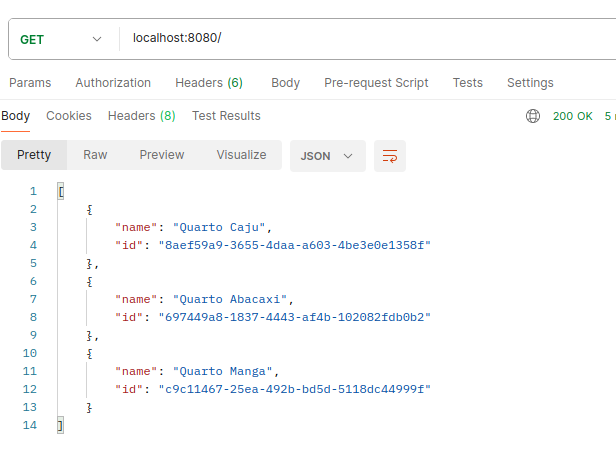 GET localhost:8080/
Params Authorization Headers (6) Body Pre-request Script Tests Settings
Body Cookies Headers (8) Test Results 200 OK 5
Pretty Raw Preview Visualize JSON
1 [
2 {
3 "name": "Quarto Caju",
4 "id": "8aef59a9-3655-4daa-a603-4be3e0e1358f"
5 },
6 {
7 "name": "Quarto Abacaxi",
8 "id": "697449a8-1837-4443-af4b-102082fdb0b2"
9 },
10 {
11 "name": "Quarto Manga",
12 "id": "c9c11467-25ea-492b-bd5d-5118dc44999f"
13 }
14 ]